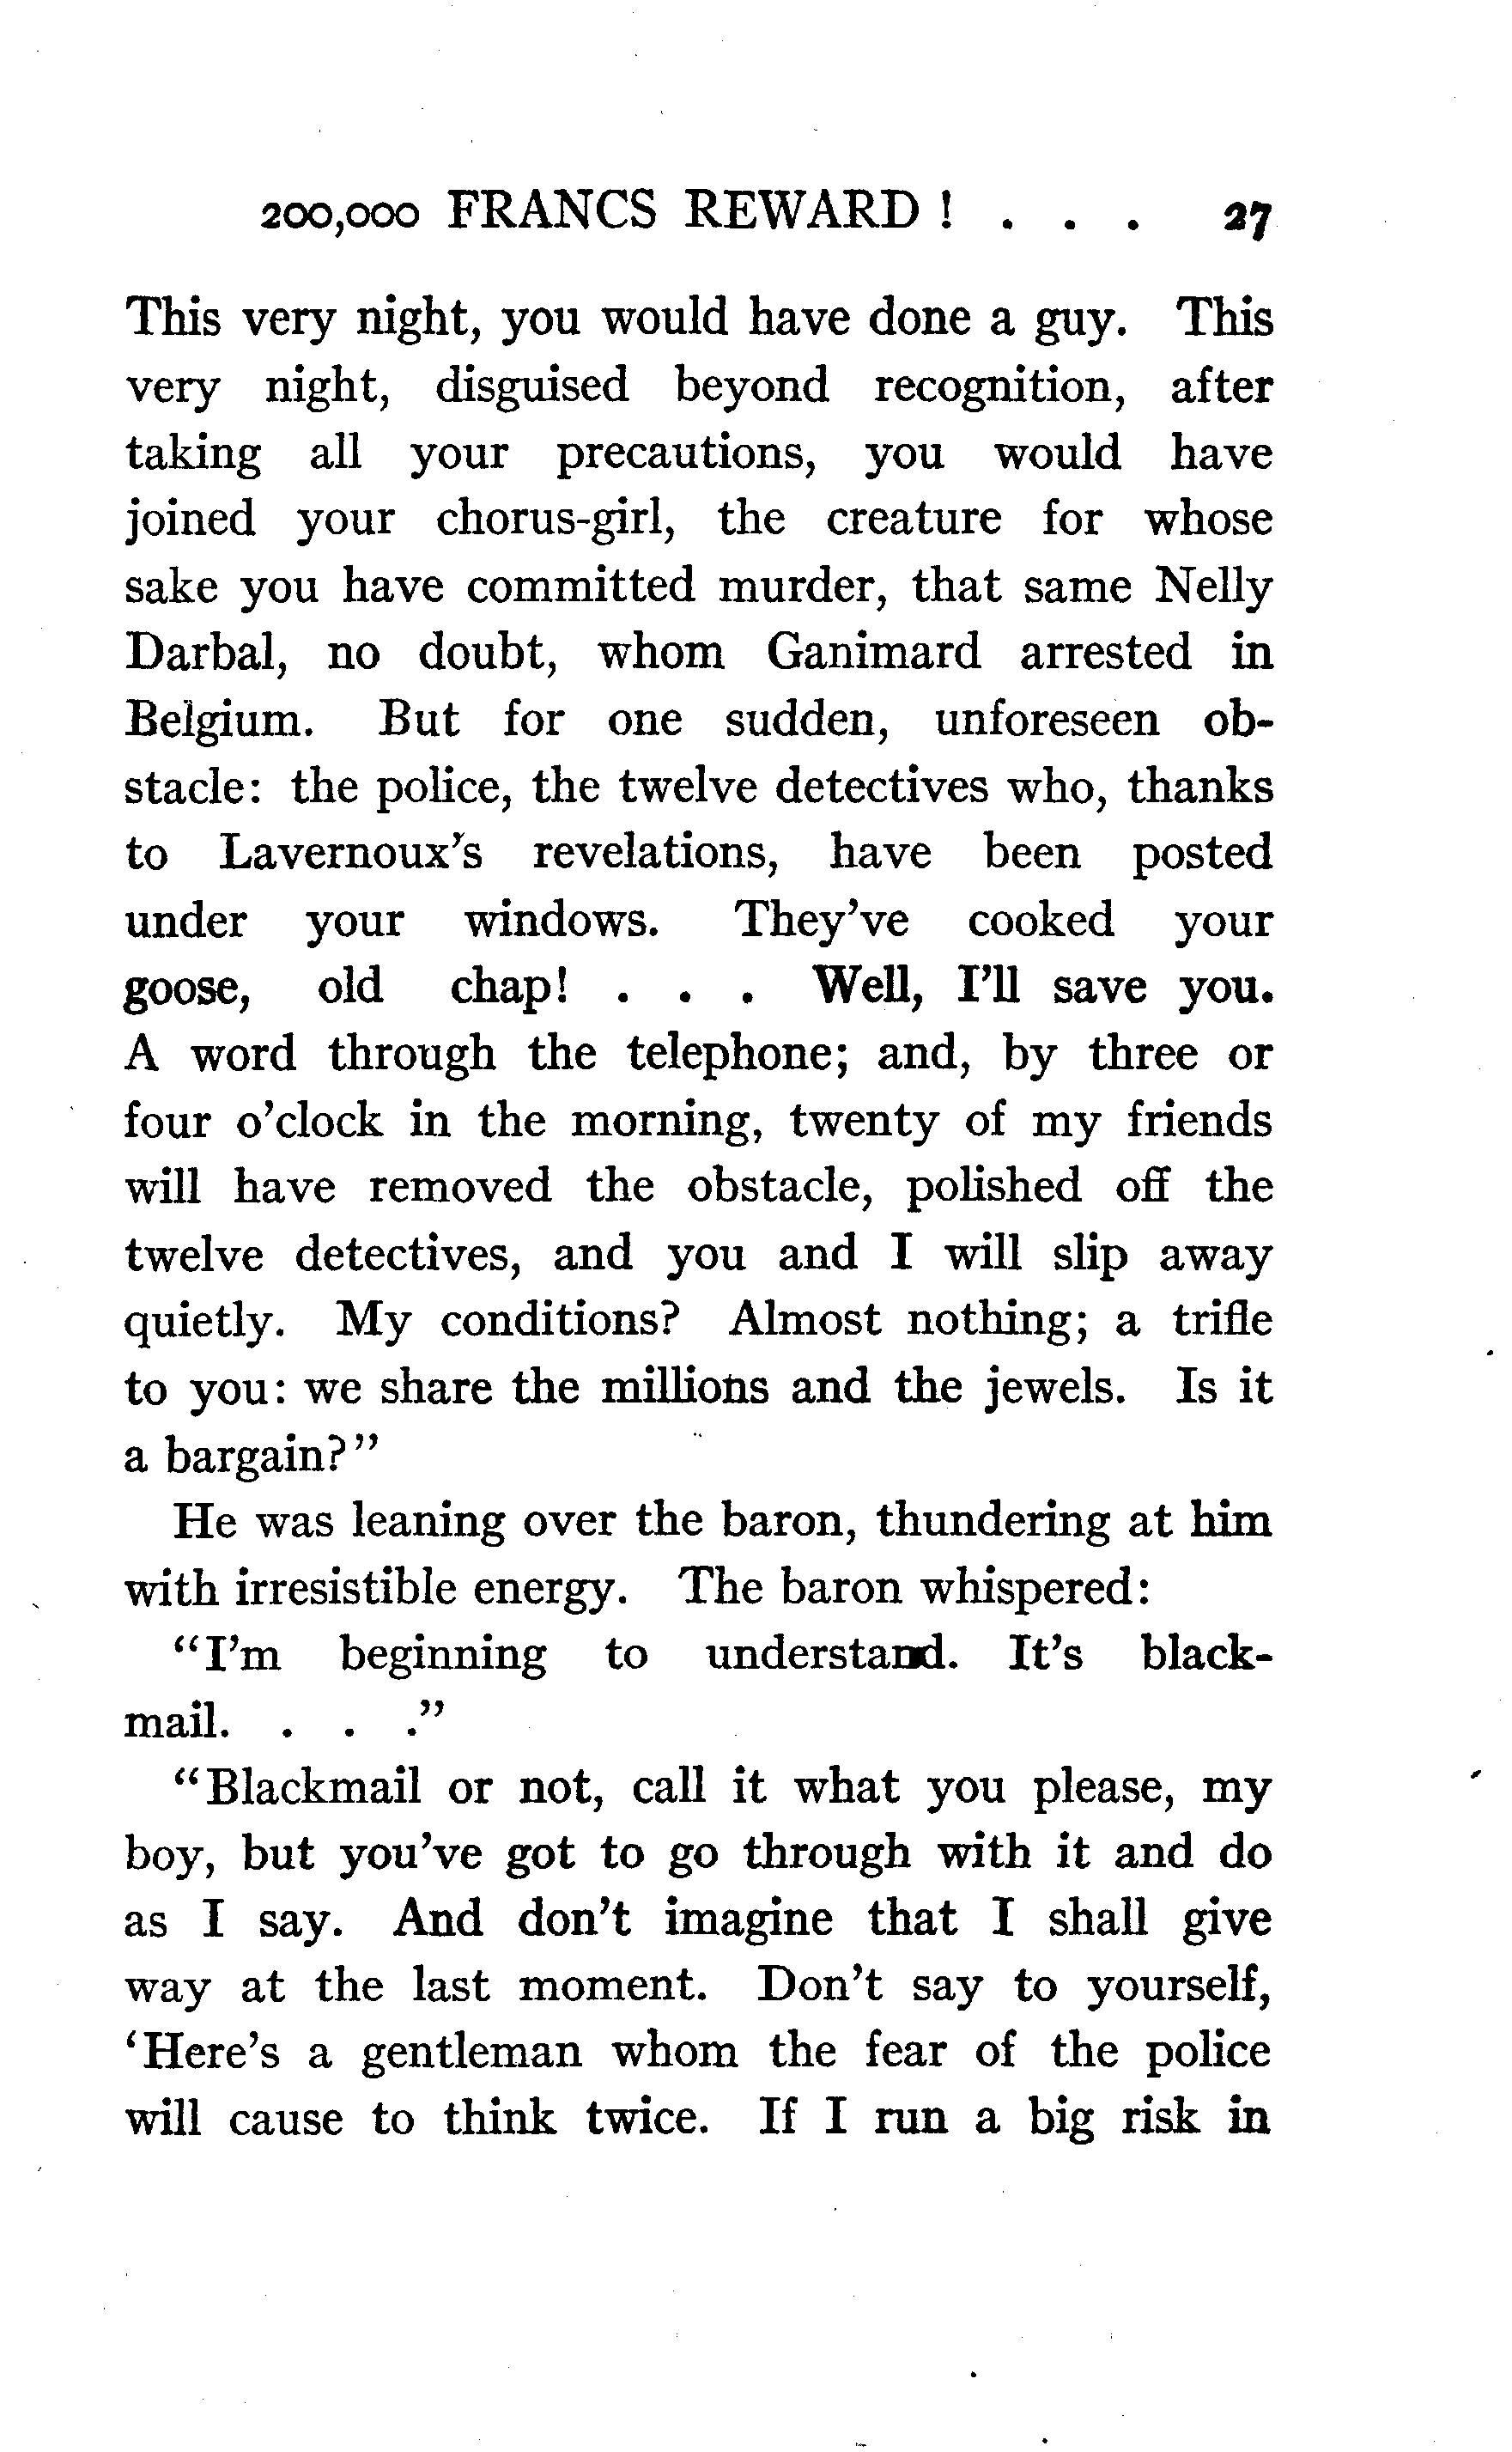 200,000 FRANCS REWARD ! . . . 27
This very night, you would have done a guy. This
very night, disguised beyond recognition, after
taking all your precautions, you would have
joined your chorus-girl, the creature for whose
sake you have committed murder, that same Nelly
Darbal, no doubt, whom Ganimard arrested in
Belgium. But for one sudden, unforeseen ob-
stacle: the police, the twelve detectives who, thanks
to Lavernoux's revelations, have been posted
under your windows. They've cooked your
goose, old chap! . . . Well, I'll save you.
A word through the telephone; and, by three or
four o'clock in the morning, twenty of my friends
will have removed the obstacle, polished off the
twelve detectives, and you and I will slip away
quietly. My conditions? Almost nothing; a trifle
to you: we share the millions and the jewels. Is it
a bargain?"
He was leaning over the baron, thundering at him
with irresistible energy. The baron whispered:
"I'm beginning to understand. It's black-
mail. . . ."
"Blackmail or not, call it what you please, my
boy, but you've got to go through with it and do
as I say. And don't imagine that I shall give
way at the last moment. Don't say to yourself,
'Here's a gentleman whom the fear of the police
will cause to think twice. If I run a big risk in